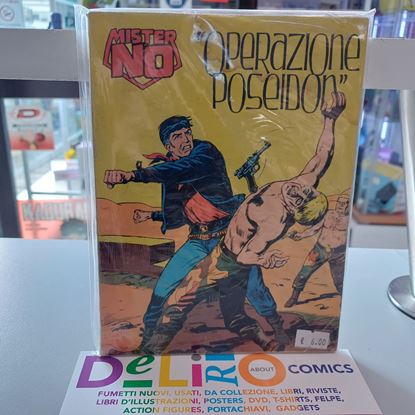 MISTER
NO
"OPERAZIONE
POSEIDON"
€ 6.00
DELIRIO
ABOUT
COMICS
FUMETTI NUOVI, USATI, DA COLLEZIONE, LIBRI, RIVISTE,
LIBRI D'ILLUSTRAZIONI, POSTERS, DVD, T-SHIRTS, FELPE,
ACTION FIGURES, PORTACHIAVI, GADGETS